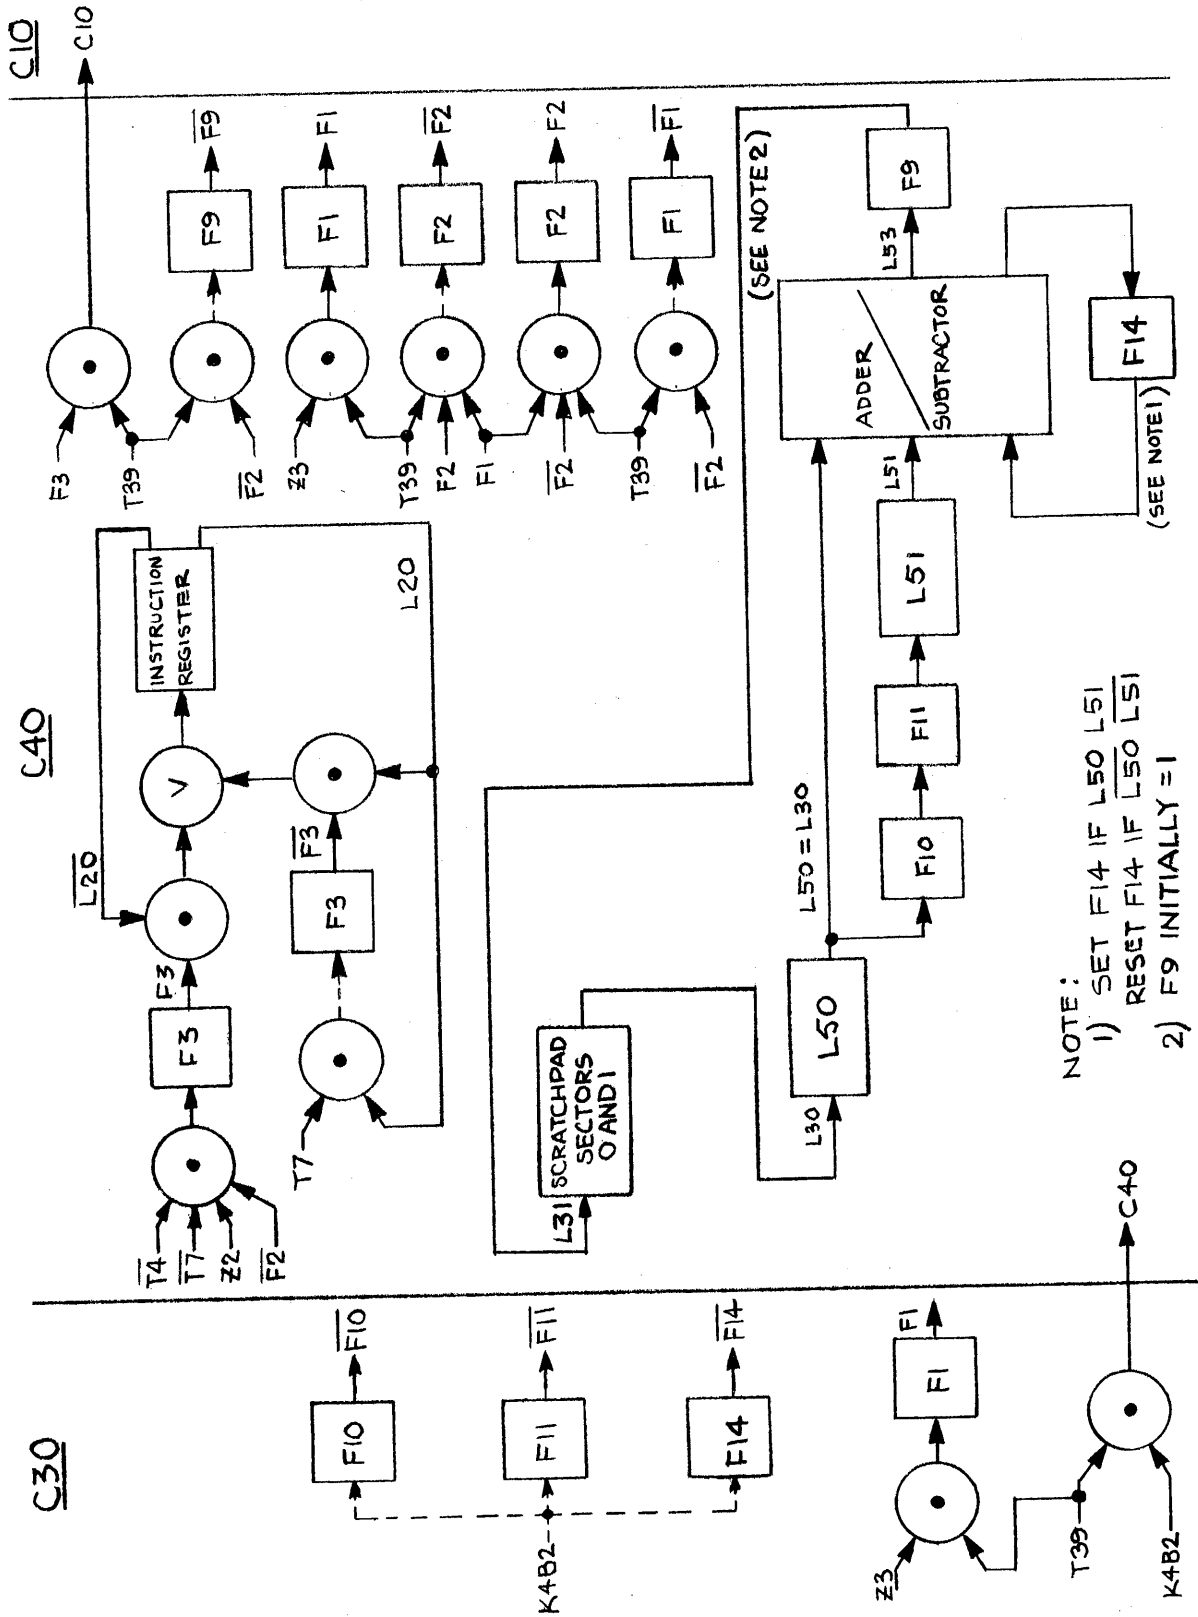 C30
K4B2
F10
F10̅
F11
F11̅
F14
F14̅
Z3
F1
F1
T39
K4B2
C40
C40
T4̅
T7̅
Z2
F2̅
F3
F3
L20̅
V
INSTRUCTION
REGISTER
L20
T7
F3
F3̅
L31
SCRATCHPAD
SECTORS
0 AND 1
L30
L50
L50 = L30
F10
F11
L51
L51
ADDER
SUBTRACTOR
L53
F9
(SEE NOTE 2)
F14
(SEE NOTE 1)
F3
T39
F2̅
F9
F9̅
Z3
F1
F1
T39
F2
F1
F2
F2̅
F2̅
F2
F2
T39
F2̅
F1
F1̅
C10
C10
NOTE:
1) SET F14 IF L50 L51
RESET F14 IF L50̅ L51̅
2) F9 INITIALLY = 1